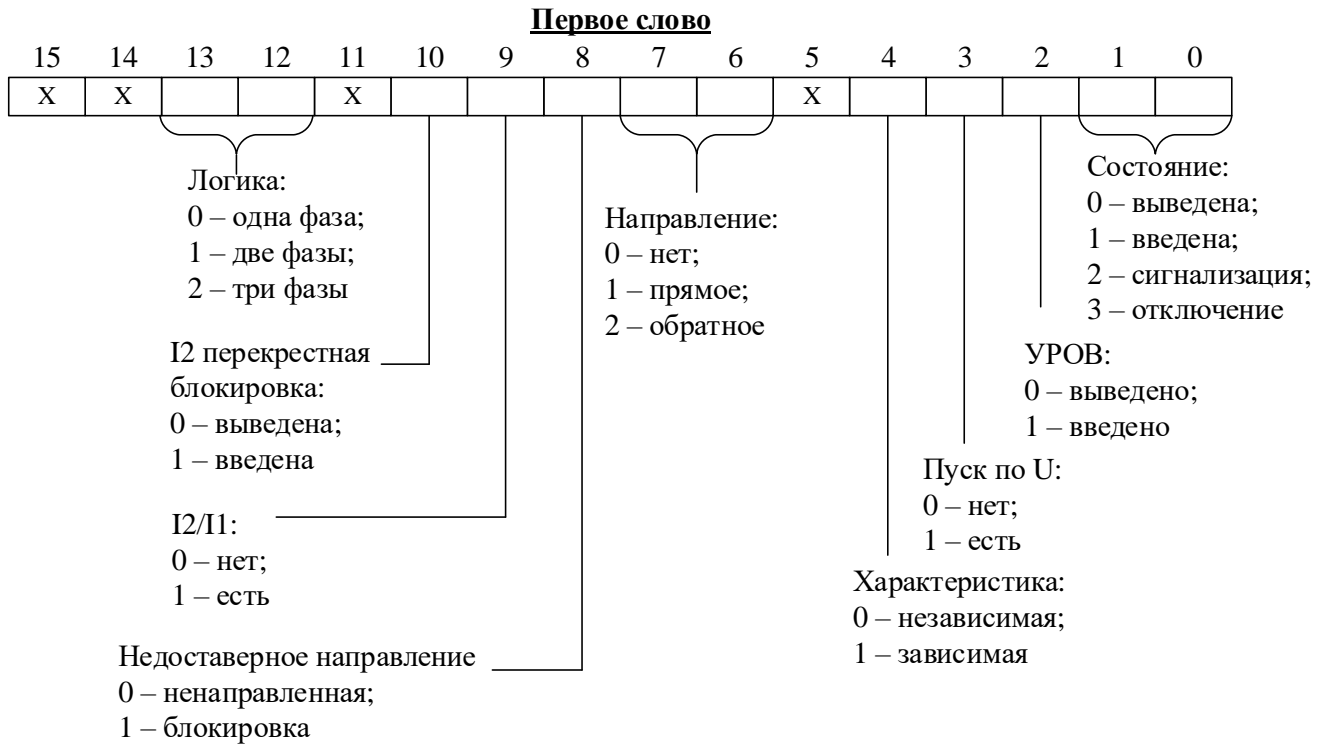 Первое слово
15 14 13 12 11 10 9 8 7 6 5 4 3 2 1 0
X X X X
Логика:
0 – одна фаза;
1 – две фазы;
2 – три фазы
I2 перекрестная
блокировка:
0 – выведена;
1 – введена
I2/I1:
0 – нет;
1 – есть
Недоставерное направление
0 – ненаправленная;
1 – блокировка
Направление:
0 – нет;
1 – прямое;
2 – обратное
Состояние:
0 – выведена;
1 – введена;
2 – сигнализация;
3 – отключение
УРОВ:
0 – выведено;
1 – введено
Пуск по U:
0 – нет;
1 – есть
Характеристика:
0 – независимая;
1 – зависимая